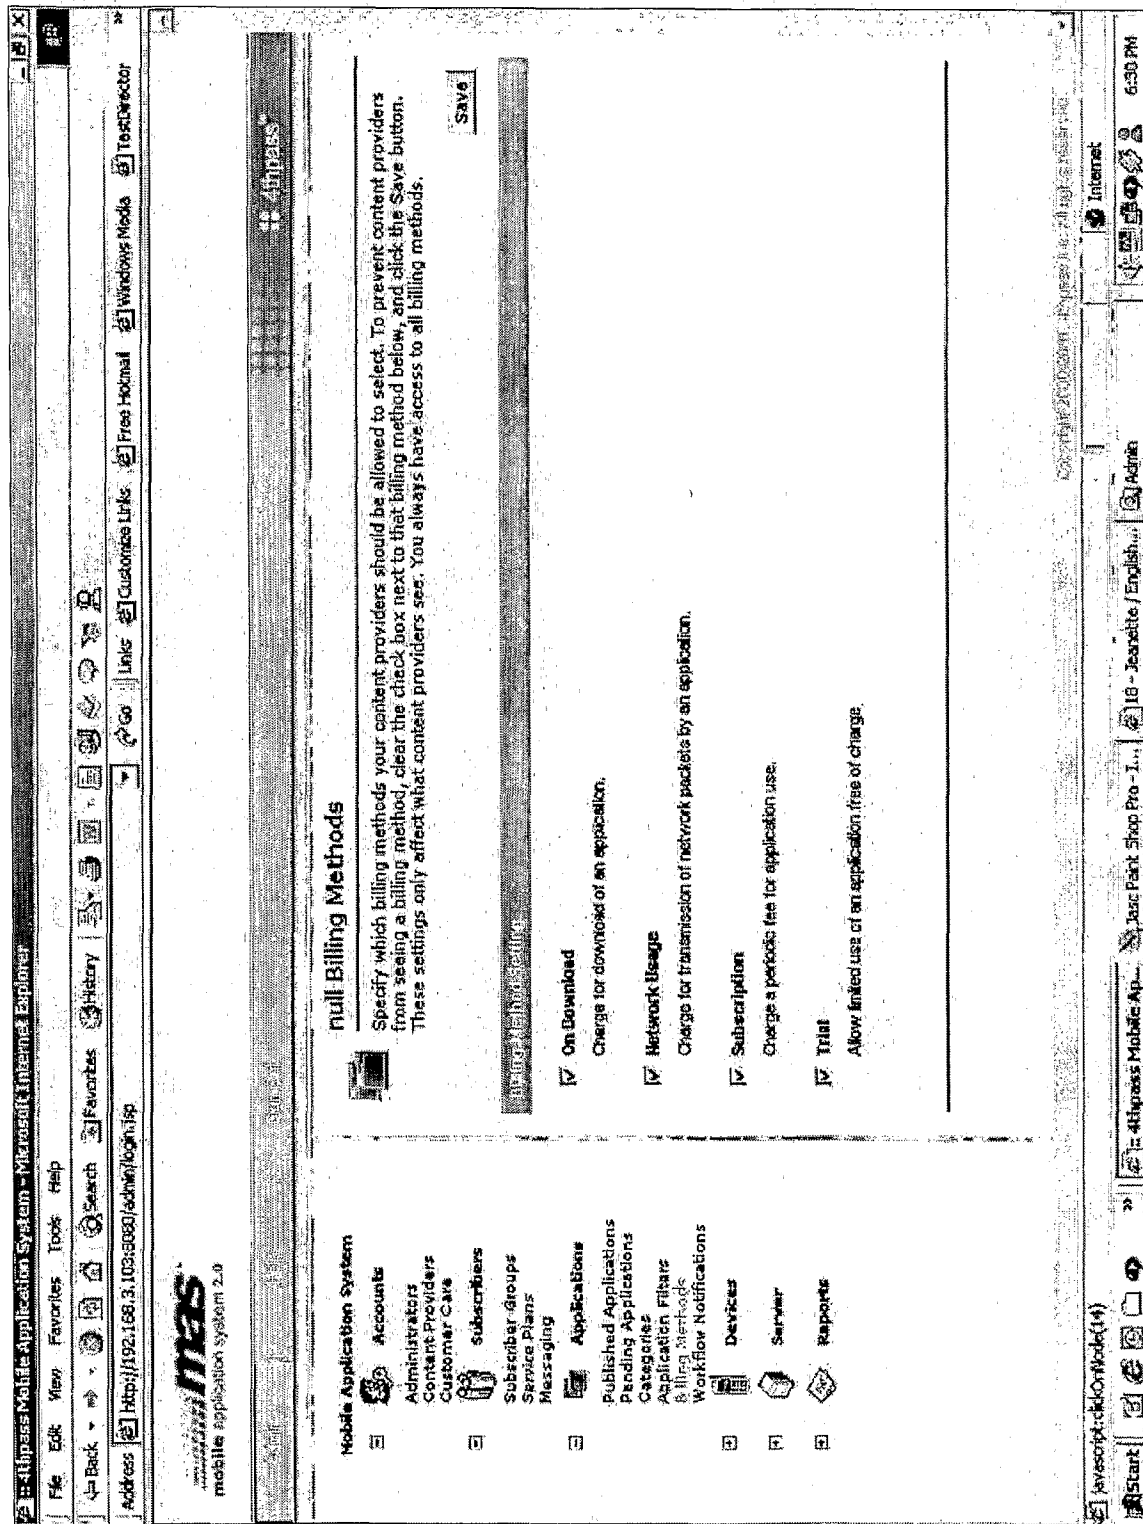 :: 4thpass Mobile Application System - Microsoft Internet Explorer
File Edit View Favorites Tools Help
Back Search Favorites History
Address http://192.168.3.103:8080/admin/login.jsp Go Links Customize Links Free Hotmail Windows Media TestDirector
mas
mobile application system 2.0
4thpass
Mobile Application System
Accounts
Administrators
Content Providers
Customer Care
Subscribers
Subscriber Groups
Service Plans
Messaging
Applications
Published Applications
Pending Applications
Categories
Application Filters
Billing Methods
Workflow Notifications
Devices
Server
Reports
null Billing Methods
Specify which billing methods your content providers should be allowed to select. To prevent content providers
from seeing a billing method, clear the check box next to that billing method below, and click the Save button.
These settings only affect what content providers see. You always have access to all billing methods.
Save
On Download
Charge for download of an application.
Network Usage
Charge for transmission of network packets by an application.
Subscription
Charge a periodic fee for application use.
Trial
Allow limited use of an application free of charge.
javascript:clickOnNode(14) Internet
Start :: 4thpass Mobile Ap... Jasc Paint Shop Pro - I... 18 - Jeanette / English... Admin 6:30 PM